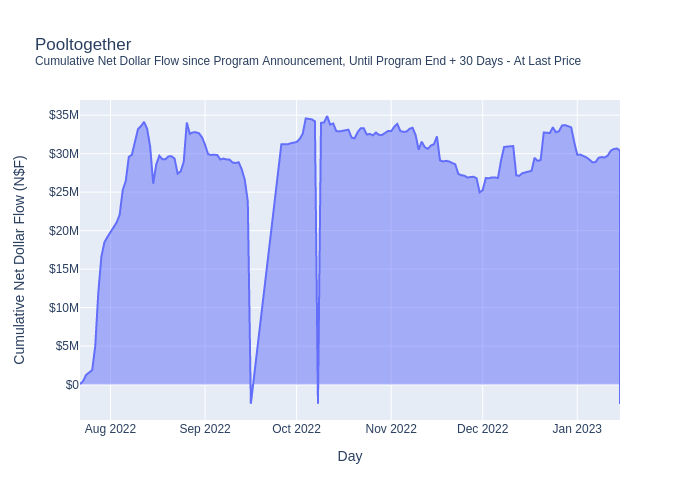 Pooltogether
Cumulative Net Dollar Flow since Program Announcement, Until Program End + 30 Days - At Last Price
Cumulative Net Dollar Flow (N$F)
$35M
$30M
$25M
$20M
$15M
$10M
$5M
$0
Aug 2022
Sep 2022
Oct 2022
Nov 2022
Dec 2022
Jan 2023
Day